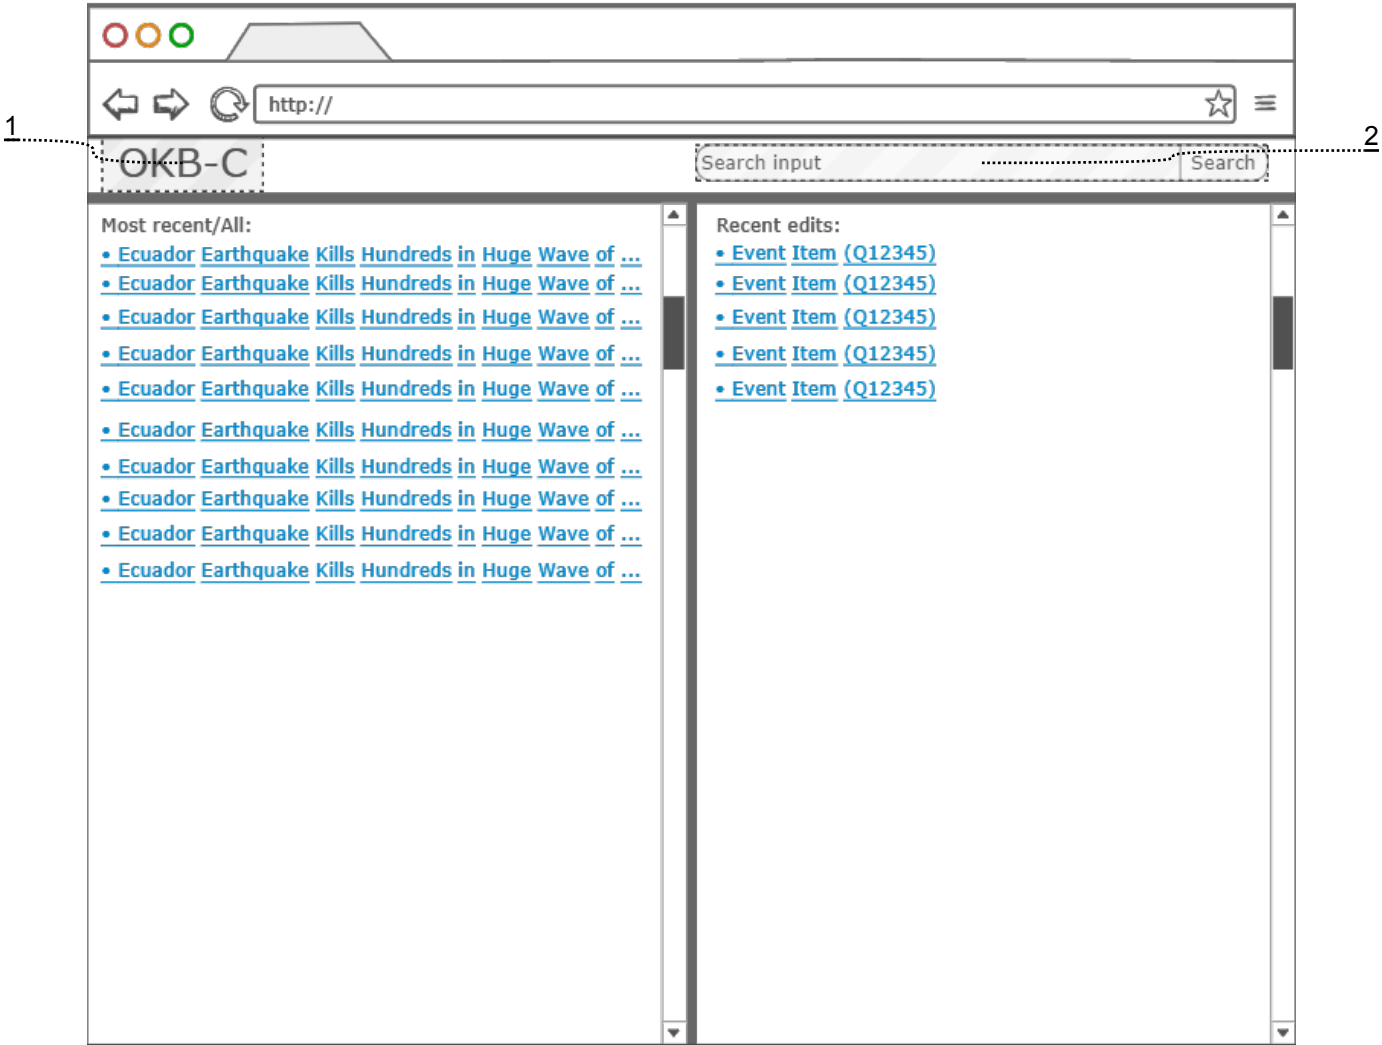 http://
1
2
OKB-C
Search input Search
Most recent/All:
• Ecuador Earthquake Kills Hundreds in Huge Wave of ...
• Ecuador Earthquake Kills Hundreds in Huge Wave of ...
• Ecuador Earthquake Kills Hundreds in Huge Wave of ...
• Ecuador Earthquake Kills Hundreds in Huge Wave of ...
• Ecuador Earthquake Kills Hundreds in Huge Wave of ...
• Ecuador Earthquake Kills Hundreds in Huge Wave of ...
• Ecuador Earthquake Kills Hundreds in Huge Wave of ...
• Ecuador Earthquake Kills Hundreds in Huge Wave of ...
• Ecuador Earthquake Kills Hundreds in Huge Wave of ...
• Ecuador Earthquake Kills Hundreds in Huge Wave of ...
Recent edits:
• Event Item (Q12345)
• Event Item (Q12345)
• Event Item (Q12345)
• Event Item (Q12345)
• Event Item (Q12345)